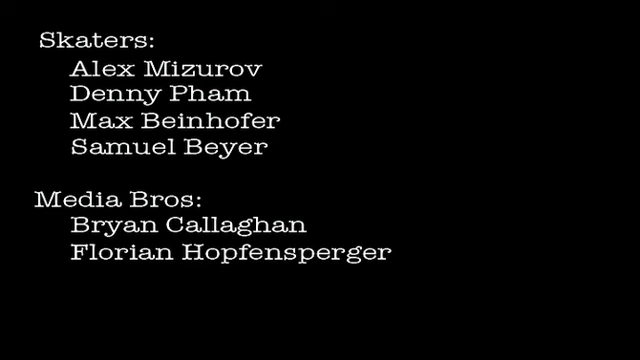 Skaters:
Alex Mizurov
Denny Pham
Max Beinhofer
Samuel Beyer
Media Bros:
Bryan Callaghan
Florian Hopfensperger